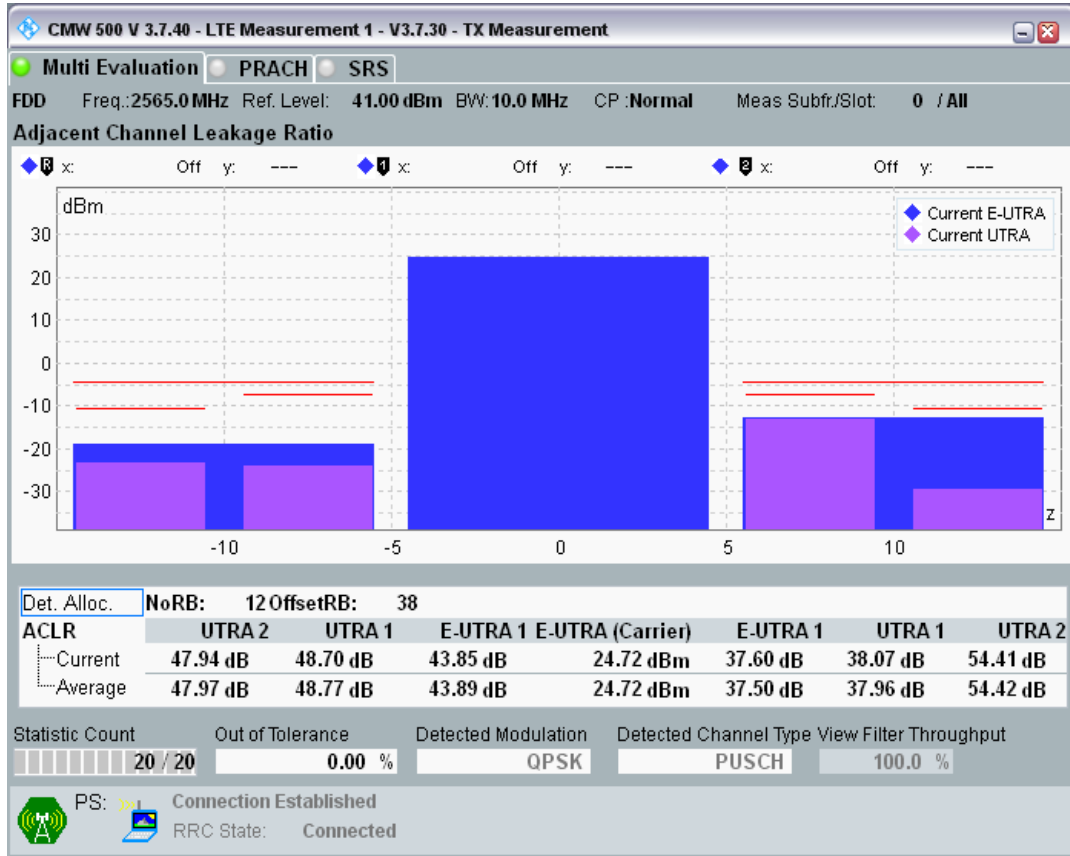 CMW 500 V 3.7.40 - LTE Measurement 1 - V3.7.30 - TX Measurement
Multi Evaluation PRACH SRS
FDD Freq.:2565.0 MHz Ref. Level: 41.00 dBm BW:10.0 MHz CP :Normal Meas Subfr./Slot: 0 / All
Adjacent Channel Leakage Ratio
R x: Off y: --- 1 x: Off y: --- 2 x: Off y: ---
dBm
Current E-UTRA
Current UTRA
30
20
10
0
-10
-20
-30
z
-10 -5 0 5 10
Det. Alloc. NoRB: 12 OffsetRB: 38
ACLR UTRA 2 UTRA 1 E-UTRA 1 E-UTRA (Carrier) E-UTRA 1 UTRA 1 UTRA 2
Current 47.94 dB 48.70 dB 43.85 dB 24.72 dBm 37.60 dB 38.07 dB 54.41 dB
Average 47.97 dB 48.77 dB 43.89 dB 24.72 dBm 37.50 dB 37.96 dB 54.42 dB
Statistic Count Out of Tolerance Detected Modulation Detected Channel Type View Filter Throughput
20 / 20 0.00 % QPSK PUSCH 100.0 %
PS: Connection Established
RRC State: Connected